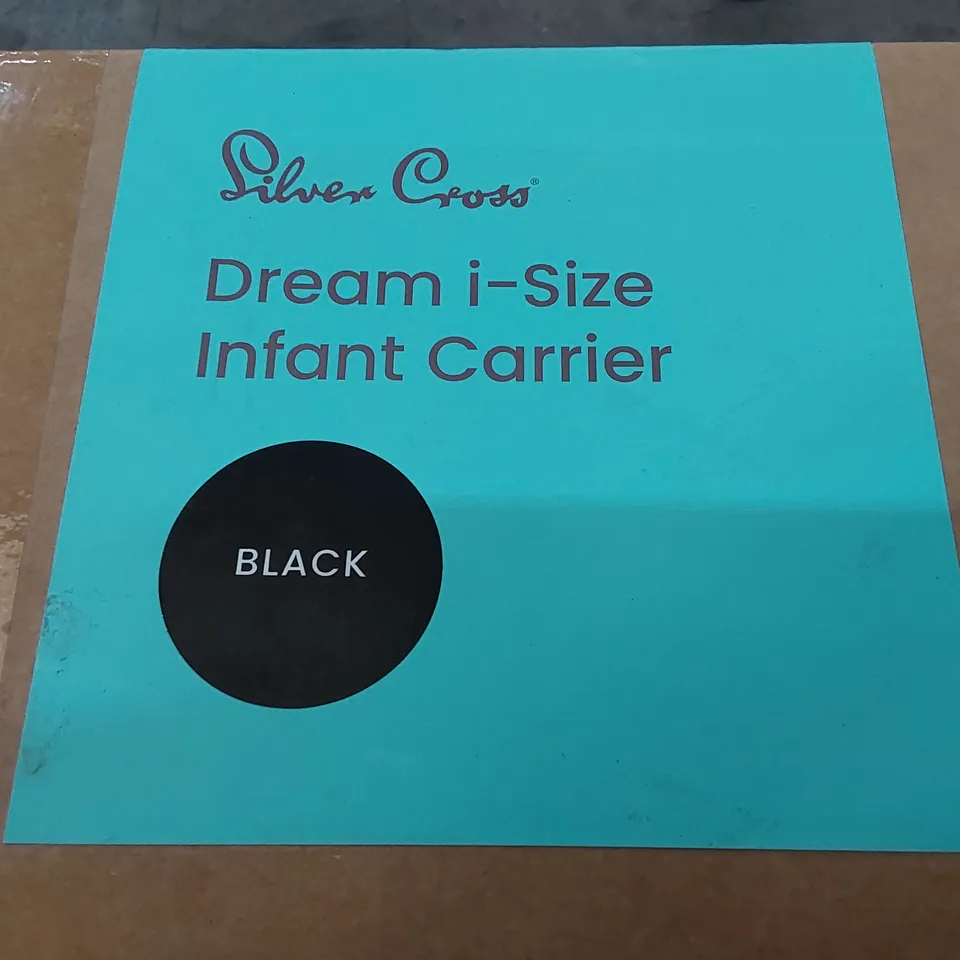 Silver Cross®
Dream i-Size
Infant Carrier
BLACK